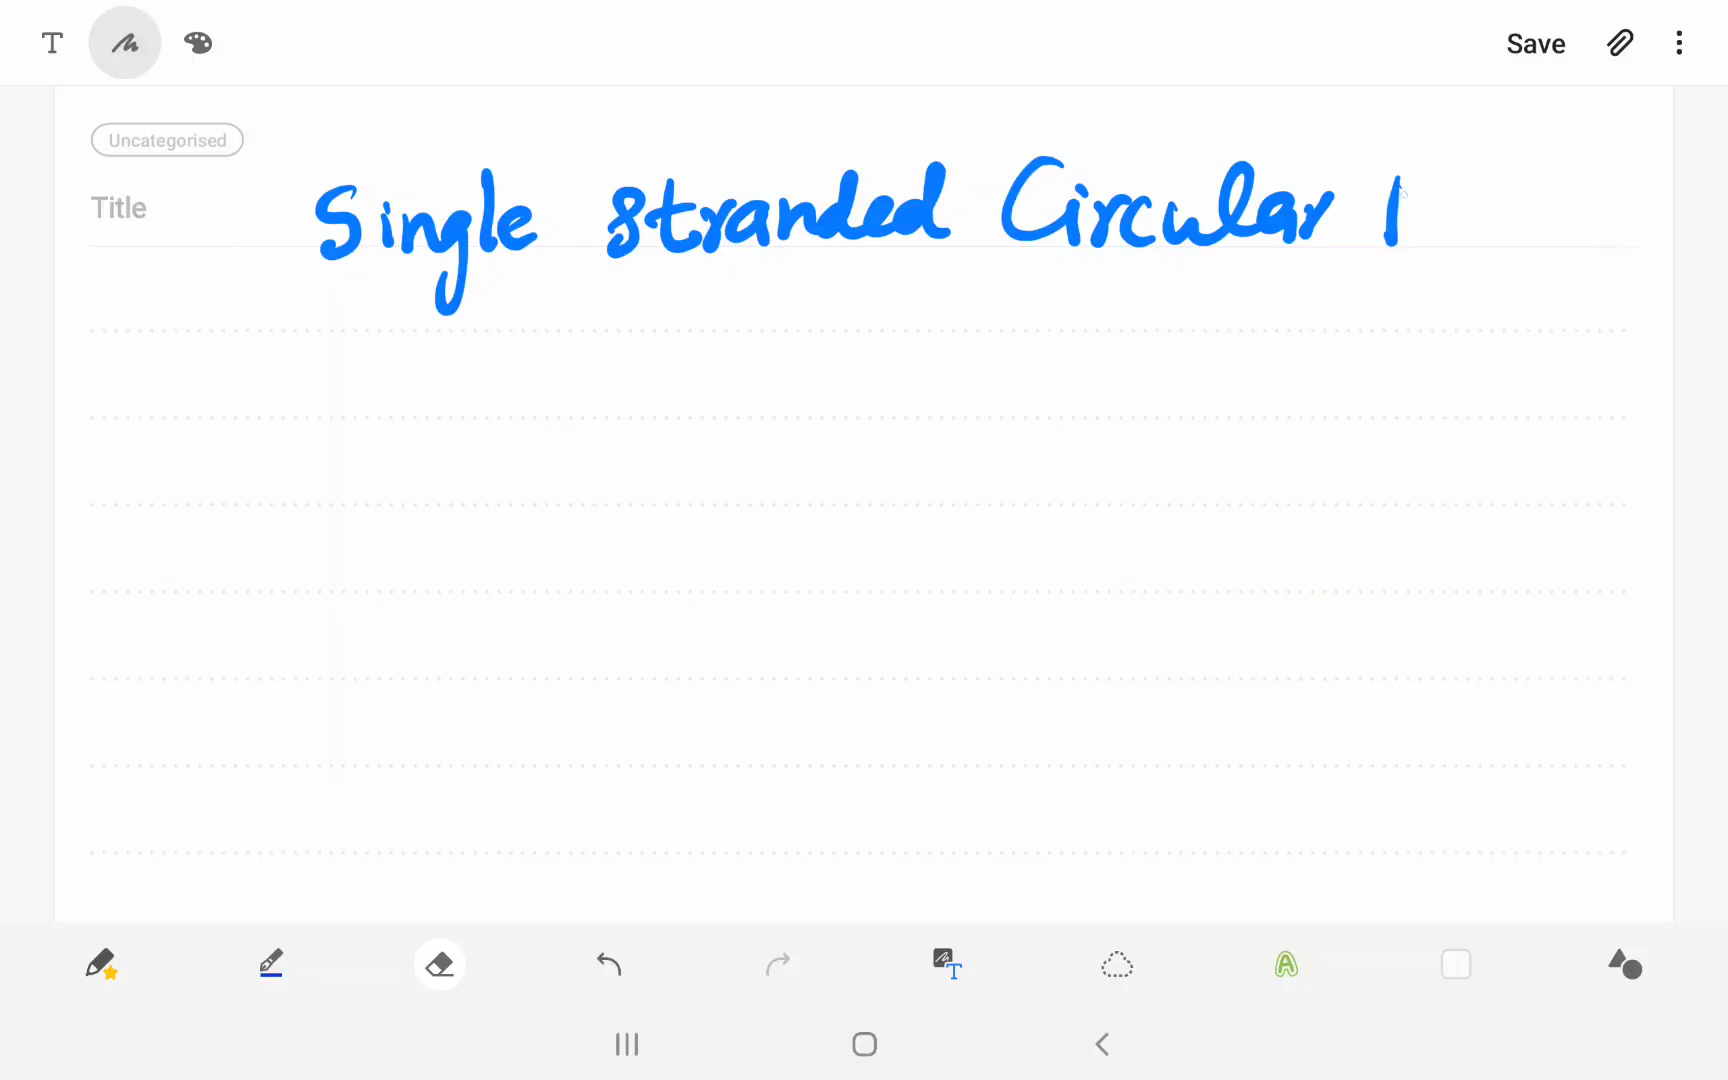 Save
Uncategorised
Title
Single stranded Circular